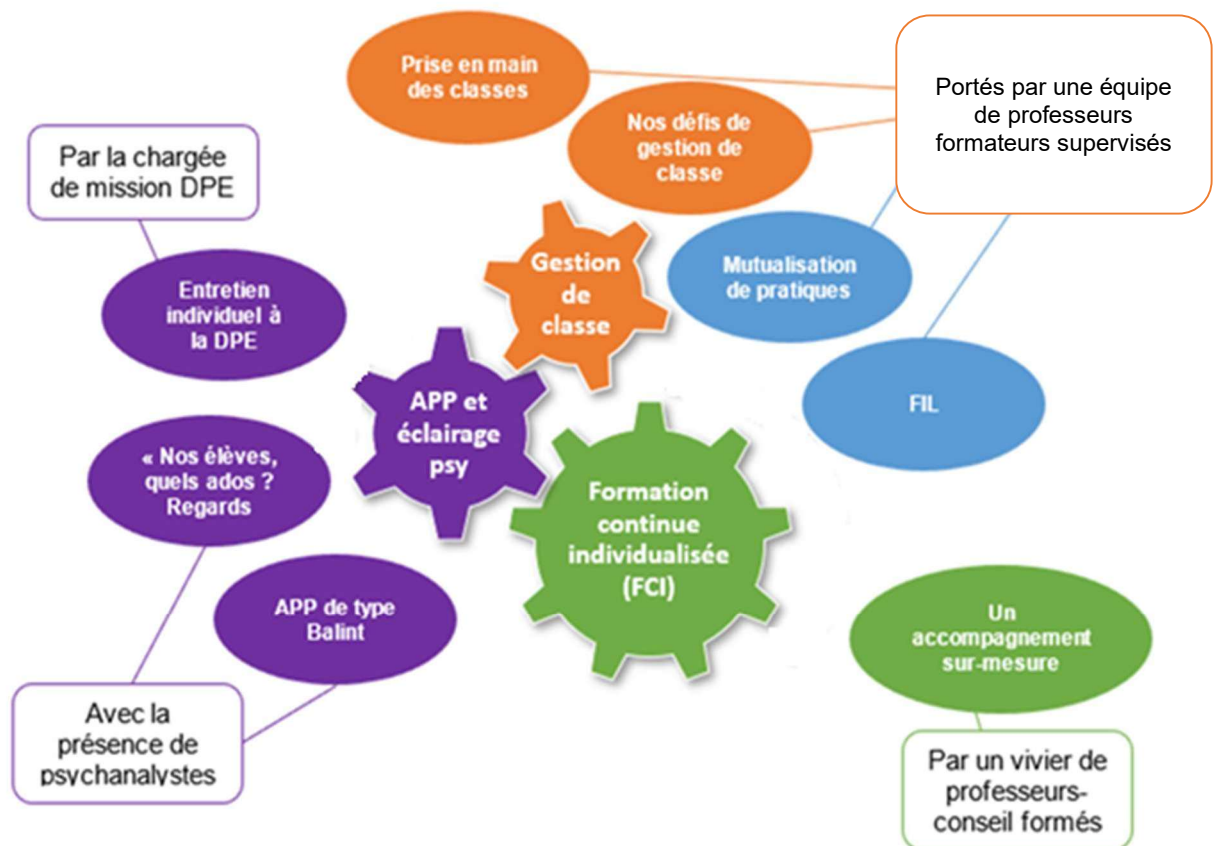 Prise en main
des classes
Portés par une équipe
de professeurs
formateurs supervisés
Nos défis de
gestion de
classe
Par la chargée
de mission DPE
Entretien
individuel à
la DPE
Gestion
de
classe
Mutualisation
de pratiques
FIL
APP et
éclairage
psy
« Nos élèves,
quels ados ?
Regards
Formation
continue
individualisée
(FCI)
APP de type
Balint
Un
accompagnement
sur-mesure
Avec la
présence de
psychanalystes
Par un vivier de
professeurs-
conseil formés